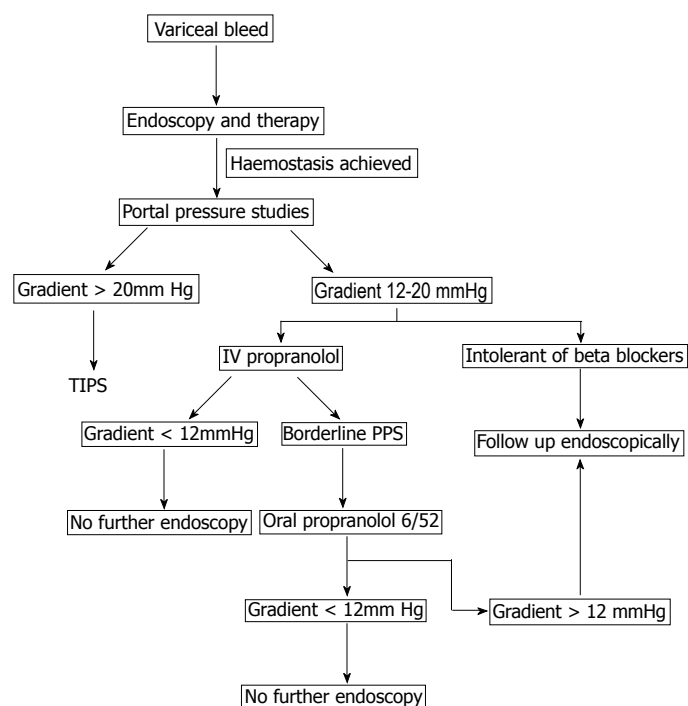 Variceal bleed
Endoscopy and therapy
Haemostasis achieved
Portal pressure studies
Gradient > 20mm Hg
Gradient 12-20 mmHg
TIPS
IV propranolol
Intolerant of beta blockers
Gradient < 12mmHg
Borderline PPS
Follow up endoscopically
No further endoscopy
Oral propranolol 6/52
Gradient < 12mm Hg
Gradient > 12 mmHg
No further endoscopy